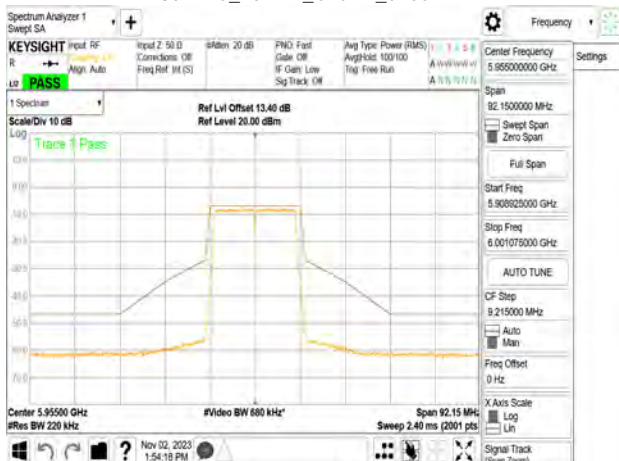 Spectrum Analyzer 1
Swept SA
Frequency
KEYSIGHT
Input: RF
Input Z: 50 Ω
#Atten: 20 dB
PNO: Fast
Avg Type: Power (RMS)
R
Corrections: Off
Gate: Off
Avg|Hold: 100/100
Align: Auto
Freq Ref: Int (S)
IF Gain: Low
Trig: Free Run
Sig Track: Off
PASS
Center Frequency
5.955000000 GHz
Settings
Span
92.1500000 MHz
Swept Span
Zero Span
Full Span
Start Freq
5.908925000 GHz
Stop Freq
6.001075000 GHz
AUTO TUNE
CF Step
9.215000 MHz
Auto
Man
Freq Offset
0 Hz
X Axis Scale
Log
Lin
Signal Track
(Span Zoom)
1 Spectrum
Scale/Div 10 dB
Ref Lvl Offset 13.40 dB
Ref Level 20.00 dBm
Log
Trace 1 Pass
Center 5.95500 GHz
#Video BW 680 kHz*
Span 92.15 MHz
#Res BW 220 kHz
Sweep 2.40 ms (2001 pts)
Nov 02, 2023
1:54:18 PM